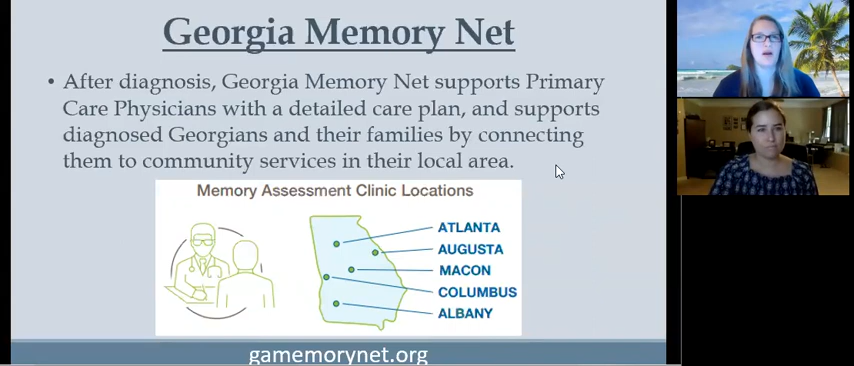 Georgia Memory Net
• After diagnosis, Georgia Memory Net supports Primary
Care Physicians with a detailed care plan, and supports
diagnosed Georgians and their families by connecting
them to community services in their local area.
Memory Assessment Clinic Locations
ATLANTA
AUGUSTA
MACON
COLUMBUS
ALBANY
gamemorynet.org